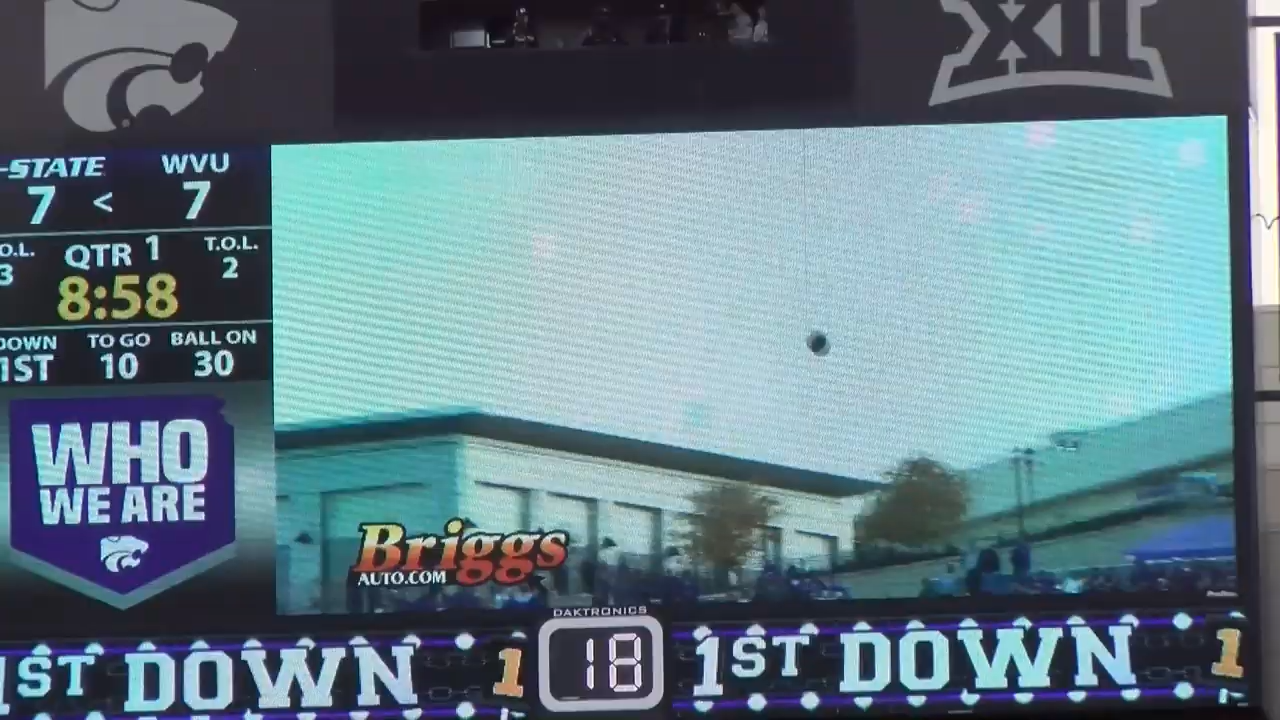 XII
-STATE WVU
7 < 7
O.L. QTR 1 T.O.L.
3 8:58 2
DOWN TO GO BALL ON
1ST 10 30
WHO
WE ARE
Briggs
AUTO.COM
DAKTRONICS
1ST DOWN 1 18 1ST DOWN 1